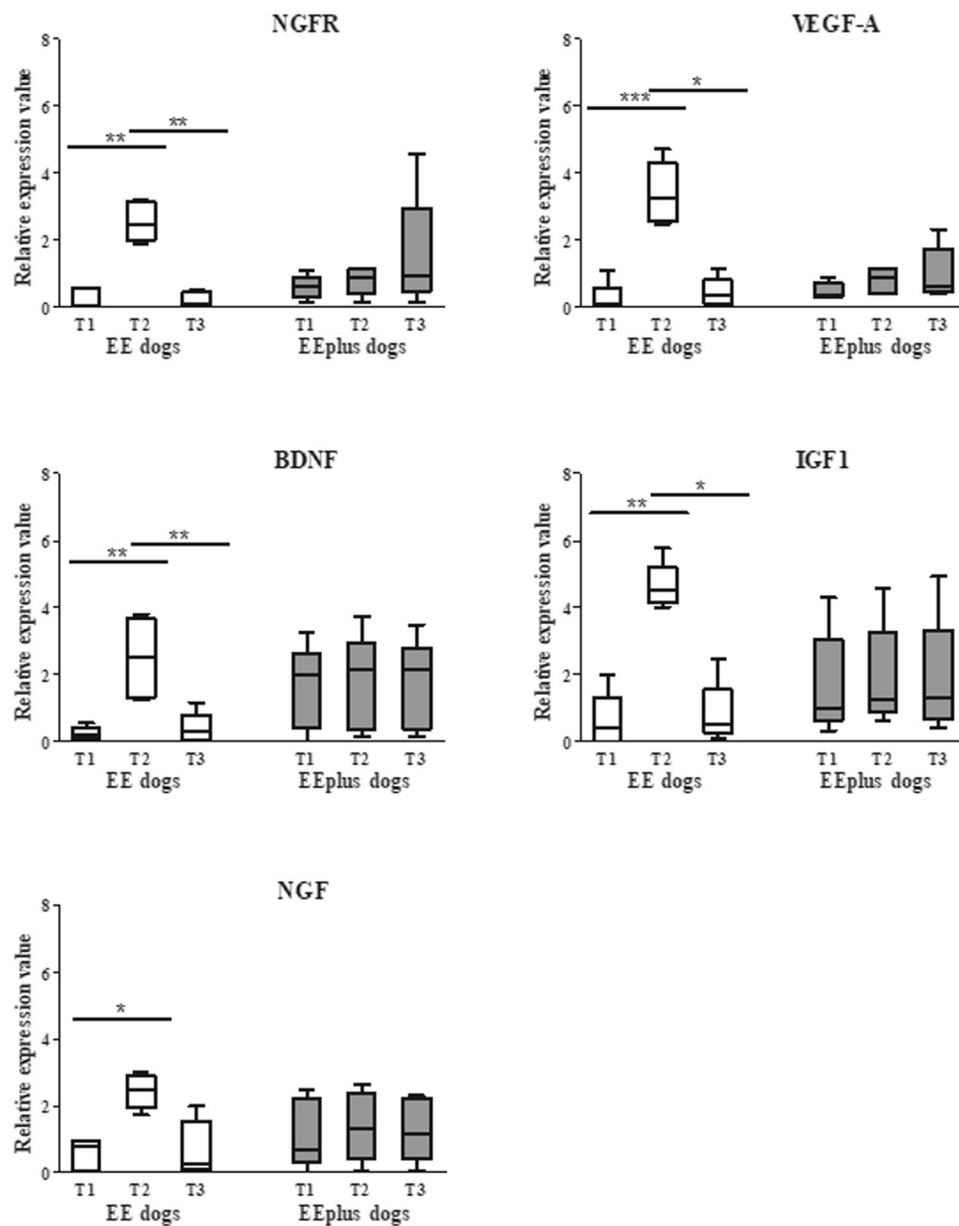 NGFR
Relative expression value
8
6
4
2
0
** **
T1 T2 T3 T1 T2 T3
EE dogs EEplus dogs
VEGF-A
Relative expression value
8
6
4
2
0
*** *
T1 T2 T3 T1 T2 T3
EE dogs EEplus dogs
BDNF
Relative expression value
8
6
4
2
0
** **
T1 T2 T3 T1 T2 T3
EE dogs EEplus dogs
IGF1
Relative expression value
8
6
4
2
0
** *
T1 T2 T3 T1 T2 T3
EE dogs EEplus dogs
NGF
Relative expression value
8
6
4
2
0
*
T1 T2 T3 T1 T2 T3
EE dogs EEplus dogs